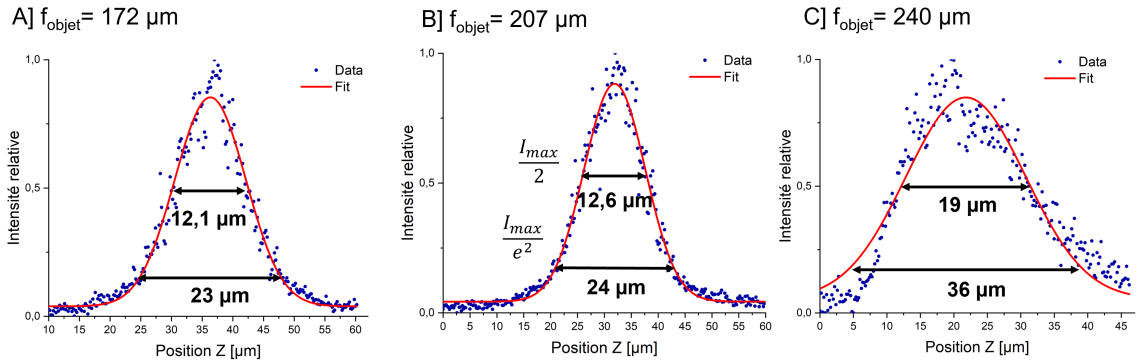 A] f_objet= 172 µm
Intensité relative
1,0
0,5
0,0
Data
Fit
12,1 µm
23 µm
10 15 20 25 30 35 40 45 50 55 60
Position Z [µm]
B] f_objet= 207 µm
Intensité relative
1,0
0,5
0,0
Data
Fit
I_max
2
12,6 µm
I_max
e²
24 µm
0 5 10 15 20 25 30 35 40 45 50 55 60
Position Z [µm]
C] f_objet= 240 µm
Intensité relative
1,0
0,5
0,0
Data
Fit
19 µm
36 µm
0 5 10 15 20 25 30 35 40 45
Position Z [µm]